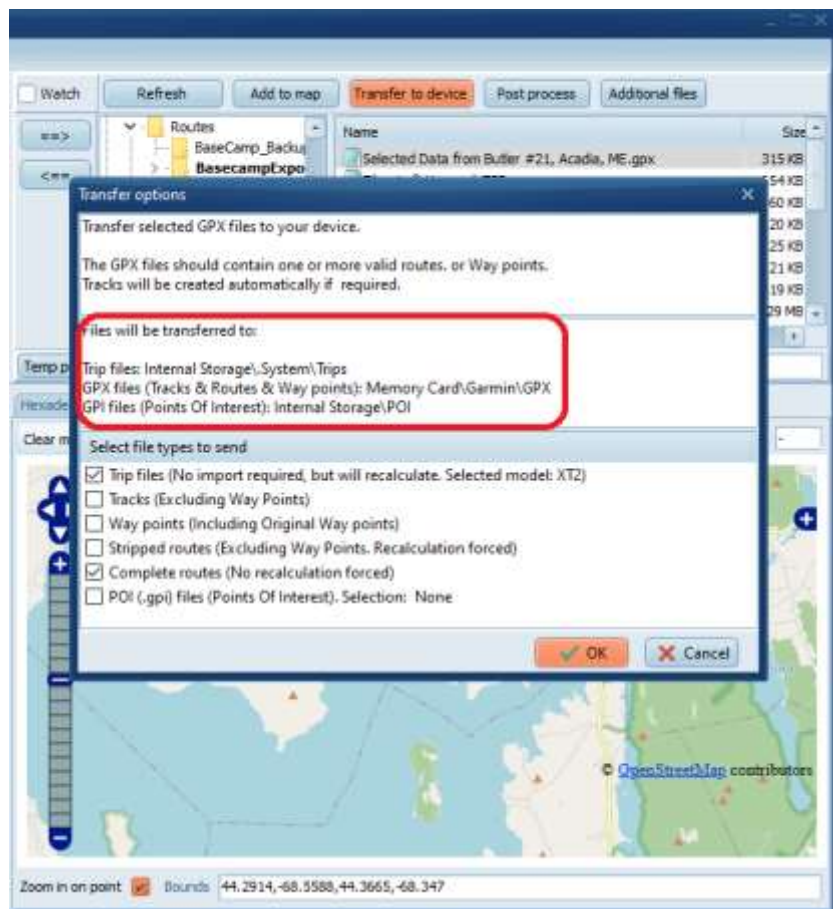 Watch
Refresh
Add to map
Transfer to device
Post process
Additional files
==>
<==
Routes
BaseCamp_Backu
BasecampExpo
Name
Size
Selected Data from Butler #21, Acadia, ME.gpx
315 KB
54 KB
60 KB
20 KB
25 KB
21 KB
19 KB
29 MB
Transfer options
Transfer selected GPX files to your device.
The GPX files should contain one or more valid routes, or Way points.
Tracks will be created automatically if required.
Files will be transferred to:
Trip files: Internal Storage\.System\Trips
GPX files (Tracks & Routes & Way points): Memory Card\Garmin\GPX
GPI files (Points Of Interest): Internal Storage\POI
Temp p
Hexade
Clear m
Select file types to send
Trip files (No import required, but will recalculate. Selected model: XT2)
Tracks (Excluding Way Points)
Way points (Including Original Way points)
Stripped routes (Excluding Way Points. Recalculation forced)
Complete routes (No recalculation forced)
POI (.gpi) files (Points Of Interest). Selection: None
OK
Cancel
© OpenStreetMap contributors
Zoom in on point
Bounds
44.2914,-68.5588,44.3665,-68.347